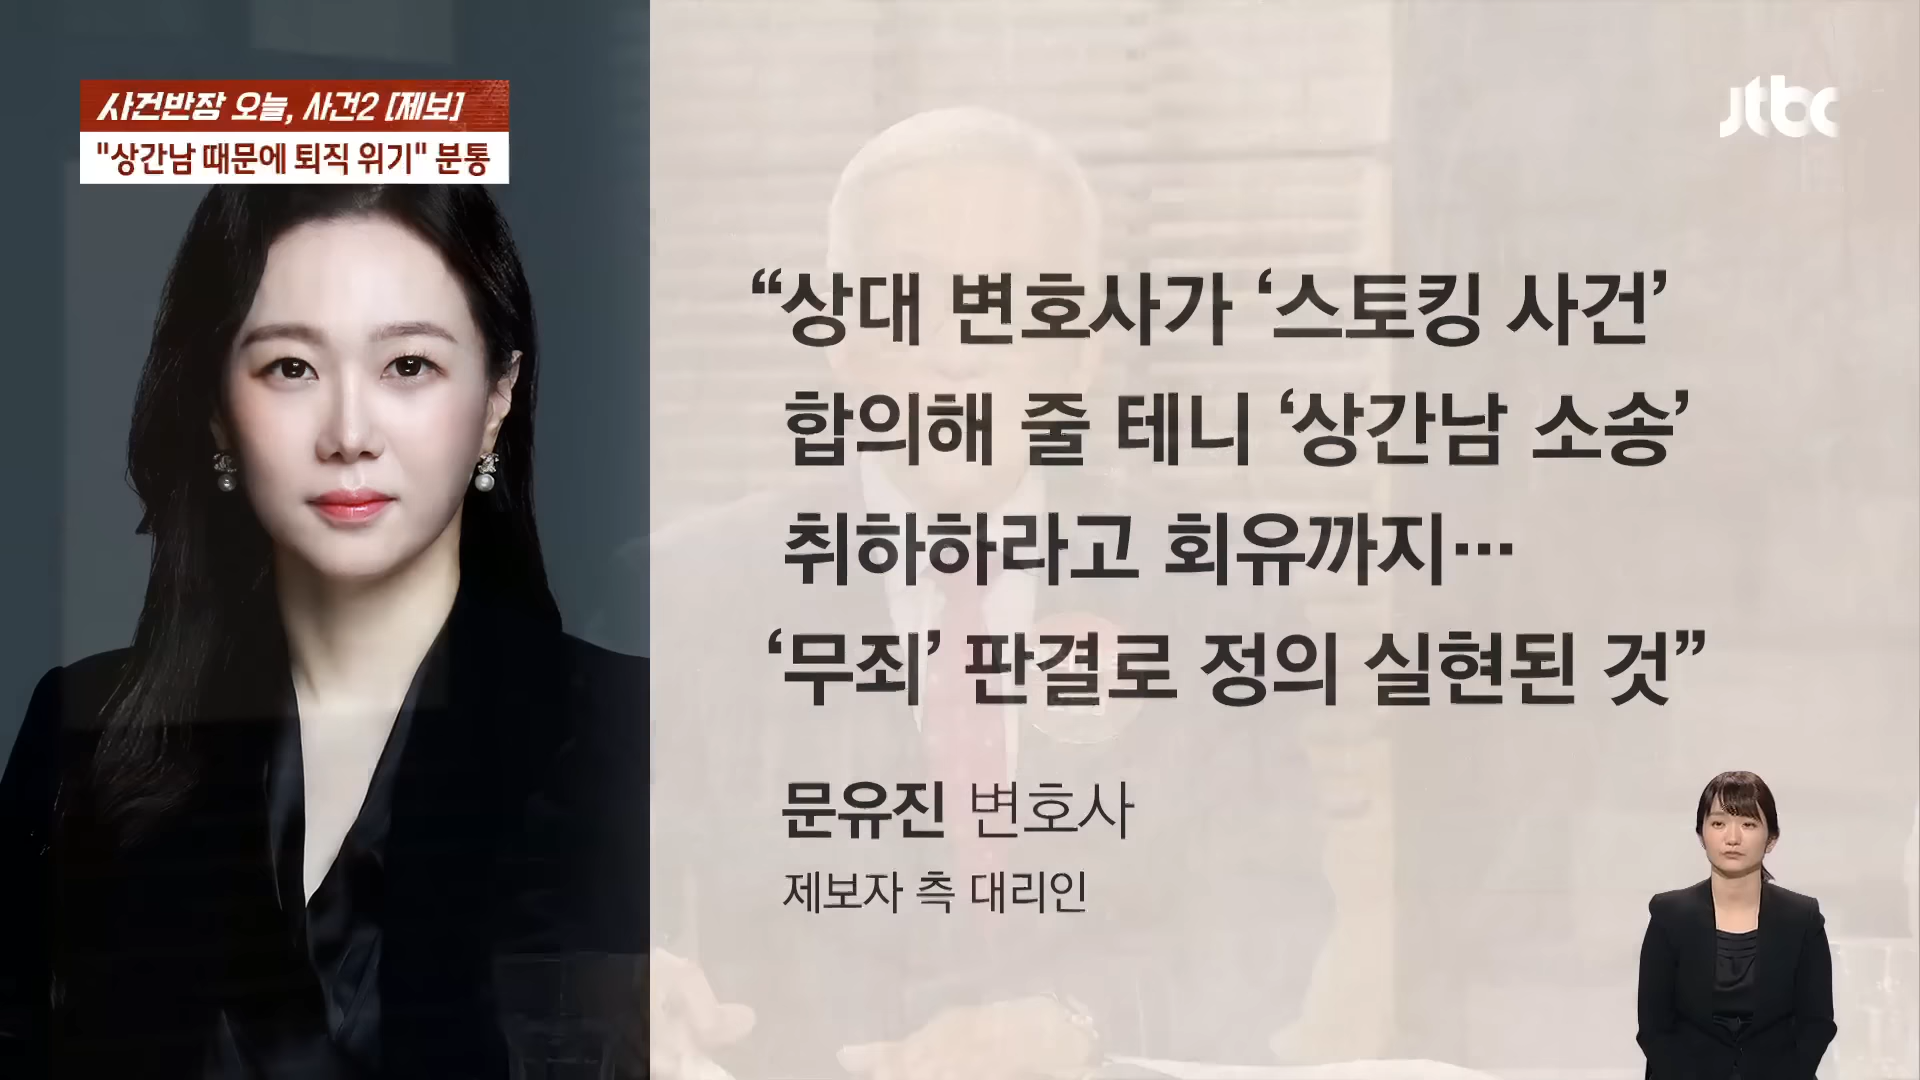 사건반장 오늘, 사건2 [제보]
"상간남 때문에 퇴직 위기" 분통
jtbc
“상대 변호사가 ‘스토킹 사건’
합의해 줄 테니 ‘상간남 소송’
취하하라고 회유까지…
‘무죄’ 판결로 정의 실현된 것”
문유진 변호사
제보자 측 대리인